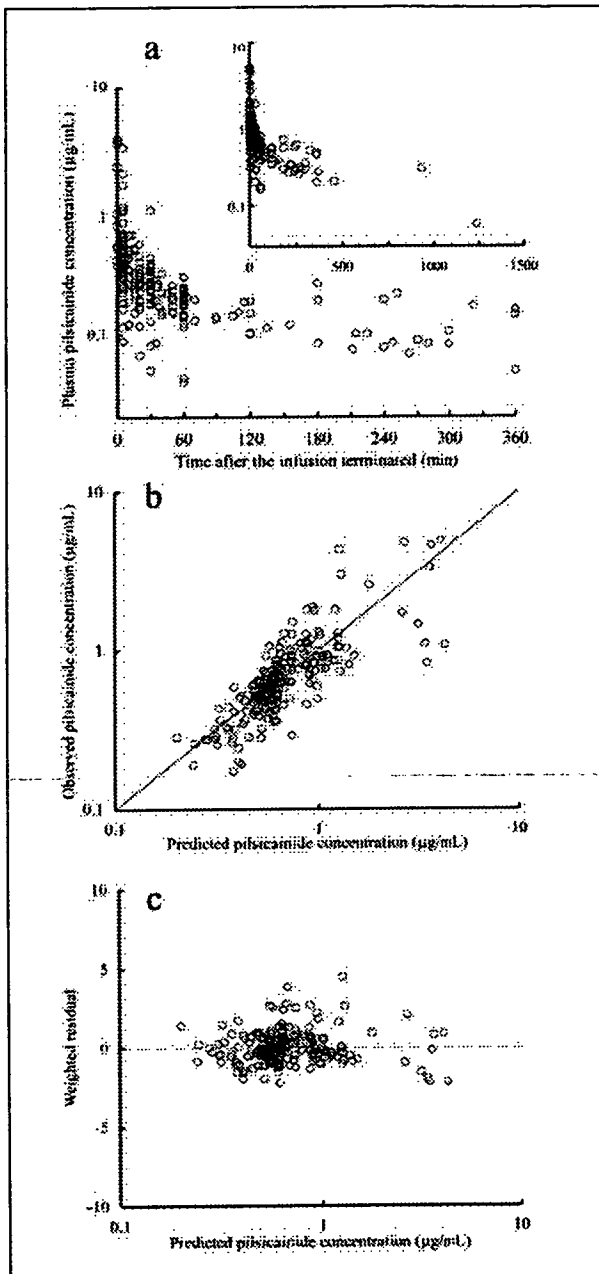 a
10
1
0.1
Plasma pilsicainide concentration (µg/mL)
10
0.1
0 500 1000 1500
0 60 120 180 240 300 360
Time after the infusion terminated (min)
b
10
1
0.1
Observed pilsicainide concentration (µg/mL)
0.1 1 10
Predicted pilsicainide concentration (µg/mL)
c
10
5
0
-5
-10
Weighted residual
0.1 1 10
Predicted pilsicainide concentration (µg/mL)